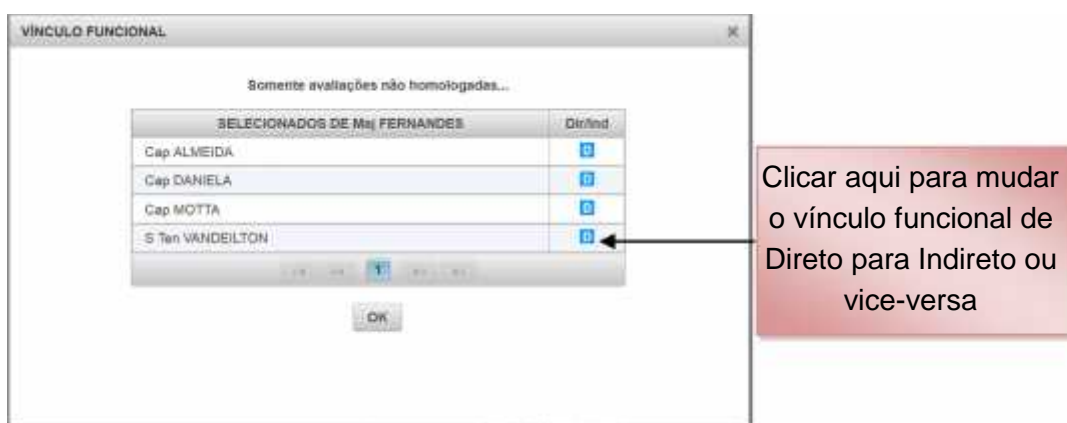 VÍNCULO FUNCIONAL
Somente avaliações não homologadas...
SELECIONADOS DE Maj FERNANDES Dir/Ind
Cap ALMEIDA D
Cap DANIELA D
Cap MOTTA D
S Ten VANDEILTON D
1
OK
Clicar aqui para mudar
o vínculo funcional de
Direto para Indireto ou
vice-versa